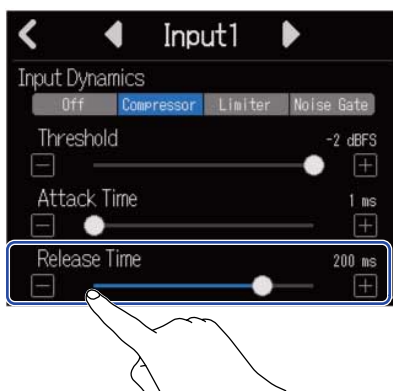 Input1
Input Dynamics
Off Compressor Limiter Noise Gate
Threshold -2 dBFS
Attack Time 1 ms
Release Time 200 ms